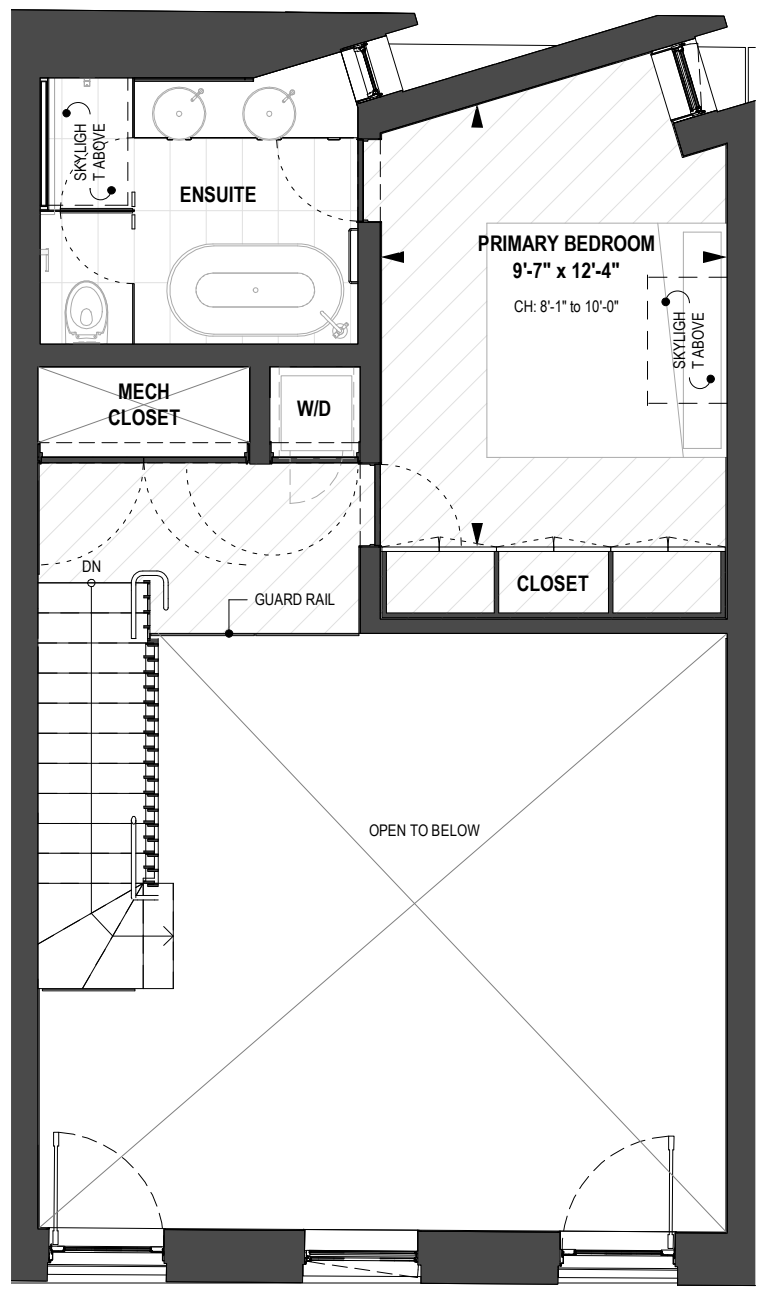 SKYLIGH
T ABOVE
ENSUITE
PRIMARY BEDROOM
9'-7" x 12'-4"
CH: 8'-1" to 10'-0"
SKYLIGH
T ABOVE
MECH
CLOSET
W/D
CLOSET
DN
GUARD RAIL
OPEN TO BELOW